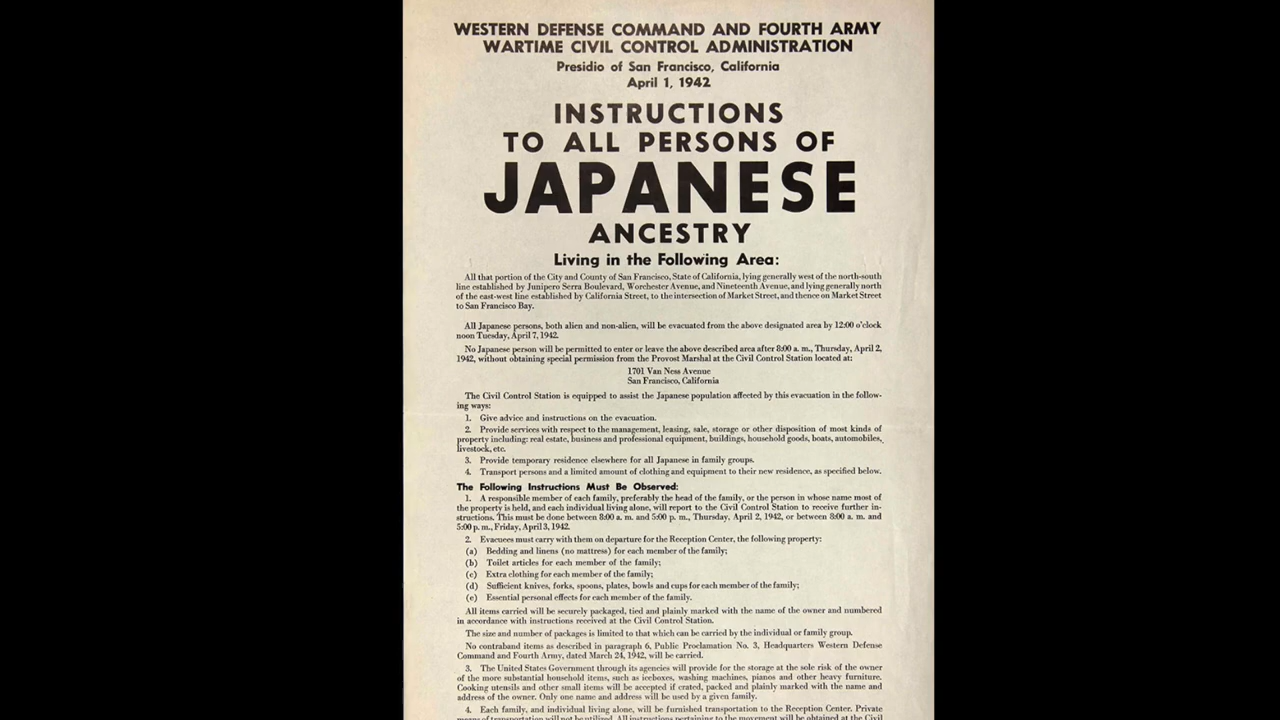 WESTERN DEFENSE COMMAND AND FOURTH ARMY
WARTIME CIVIL CONTROL ADMINISTRATION
Presidio of San Francisco, California
April 1, 1942
INSTRUCTIONS
TO ALL PERSONS OF
JAPANESE
ANCESTRY
Living in the Following Area:
All that portion of the City and County of San Francisco, State of California, lying generally west of the north-south
line established by Junipero Serra Boulevard, Worchester Avenue, and Nineteenth Avenue, and lying generally north
of the east-west line established by California Street, to the intersection of Market Street, and thence on Market Street
to San Francisco Bay.
All Japanese persons, both alien and non-alien, will be evacuated from the above designated area by 12:00 o'clock
noon Tuesday, April 7, 1942.
No Japanese person will be permitted to enter or leave the above described area after 8:00 a. m., Thursday, April 2,
1942, without obtaining special permission from the Provost Marshal at the Civil Control Station located at:
1701 Van Ness Avenue
San Francisco, California
The Civil Control Station is equipped to assist the Japanese population affected by this evacuation in the follow-
ing ways:
1. Give advice and instructions on the evacuation.
2. Provide services with respect to the management, leasing, sale, storage or other disposition of most kinds of
property including: real estate, business and professional equipment, buildings, household goods, boats, automobiles,
livestock, etc.
3. Provide temporary residence elsewhere for all Japanese in family groups.
4. Transport persons and a limited amount of clothing and equipment to their new residence, as specified below.
The Following Instructions Must Be Observed:
1. A responsible member of each family, preferably the head of the family, or the person in whose name most of
the property is held, and each individual living alone, will report to the Civil Control Station to receive further in-
structions. This must be done between 8:00 a. m. and 5:00 p. m., Thursday, April 2, 1942, or between 8:00 a. m. and
5:00 p. m., Friday, April 3, 1942.
2. Evacuees must carry with them on departure for the Reception Center, the following property:
(a) Bedding and linens (no mattress) for each member of the family;
(b) Toilet articles for each member of the family;
(c) Extra clothing for each member of the family;
(d) Sufficient knives, forks, spoons, plates, bowls and cups for each member of the family;
(e) Essential personal effects for each member of the family.
All items carried will be securely packaged, tied and plainly marked with the name of the owner and numbered
in accordance with instructions received at the Civil Control Station.
The size and number of packages is limited to that which can be carried by the individual or family group.
No contraband items as described in paragraph 6, Public Proclamation No. 3, Headquarters Western Defense
Command and Fourth Army, dated March 24, 1942, will be carried.
3. The United States Government through its agencies will provide for the storage at the sole risk of the owner
of the more substantial household items, such as iceboxes, washing machines, pianos and other heavy furniture.
Cooking utensils and other small items will be accepted if crated, packed and plainly marked with the name and
address of the owner. Only one name and address will be used by a given family.
4. Each family, and individual living alone, will be furnished transportation to the Reception Center. Private
means of transportation will not be utilized. All instructions pertaining to the movement will be obtained at the Civil